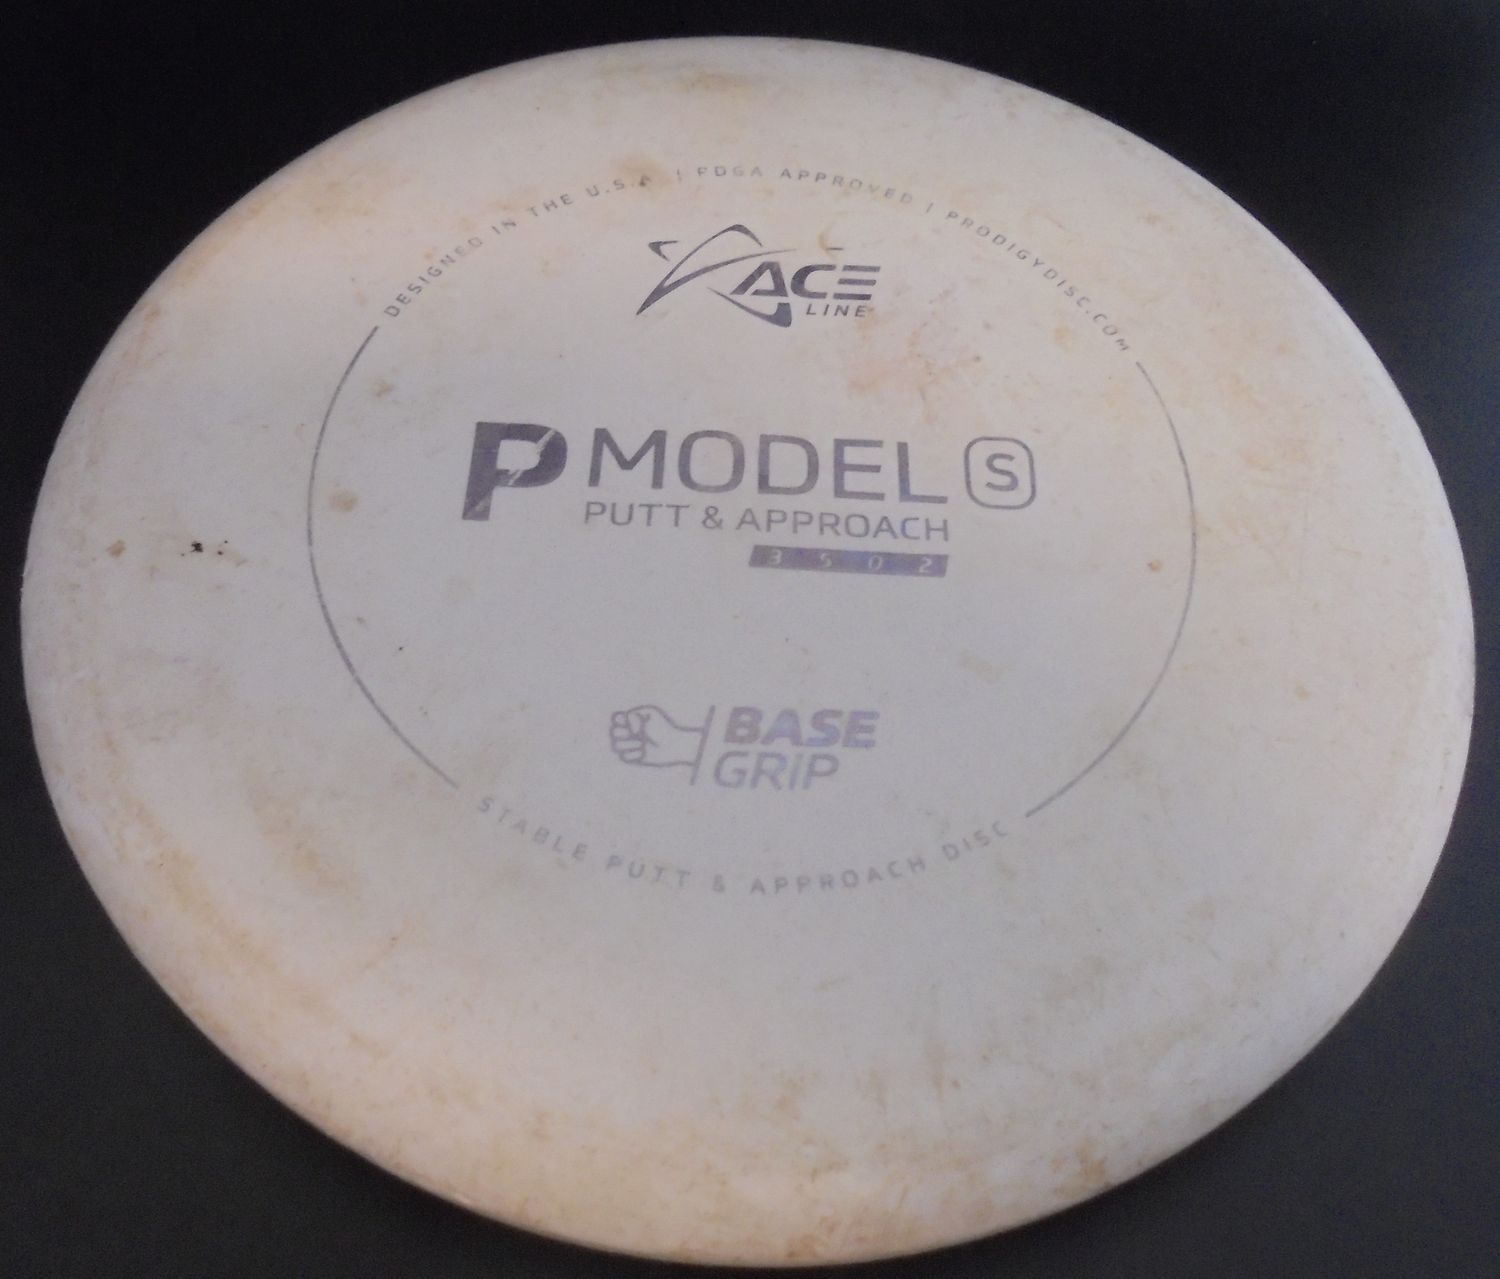 DESIGNED IN THE U.S.A. | PDGA APPROVED | PRODIGYDISC.COM
ACE
LINE
P MODEL S
PUTT & APPROACH
3 5 0 2
BASE
GRIP
STABLE PUTT & APPROACH DISC